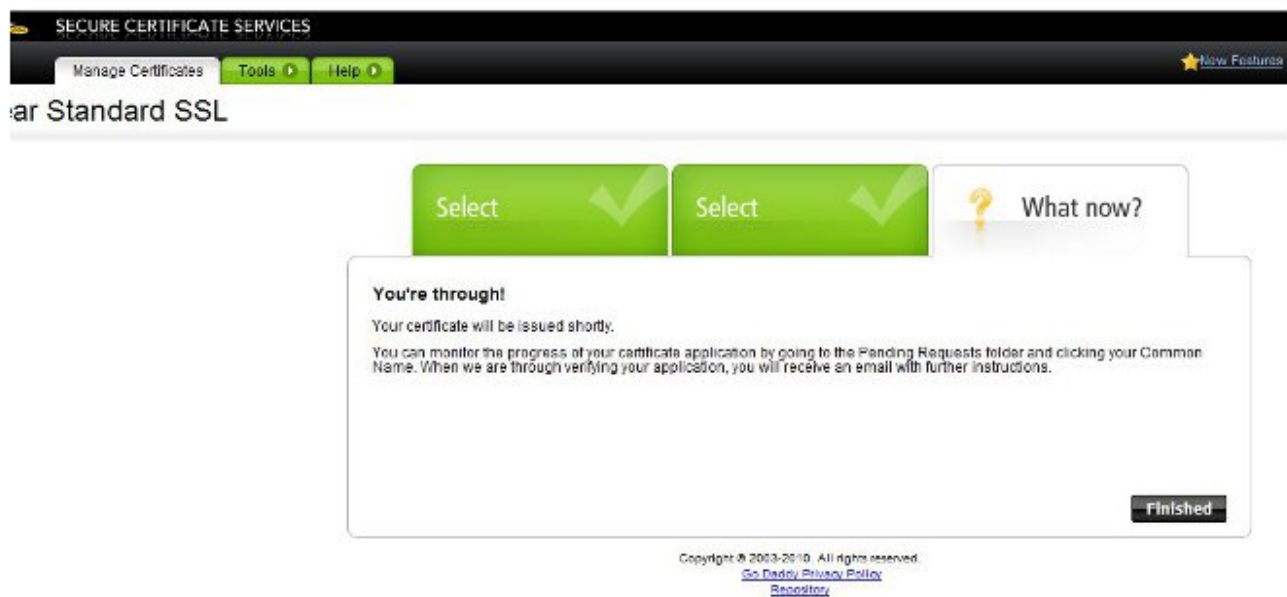 SECURE CERTIFICATE SERVICES
Manage Certificates Tools Help New Features
ar Standard SSL
Select Select ? What now?
You're through!
Your certificate will be issued shortly.
You can monitor the progress of your certificate application by going to the Pending Requests folder and clicking your Common
Name. When we are through verifying your application, you will receive an email with further instructions.
Finished
Copyright © 2003-2010. All rights reserved.
Go Daddy Privacy Policy
Repository